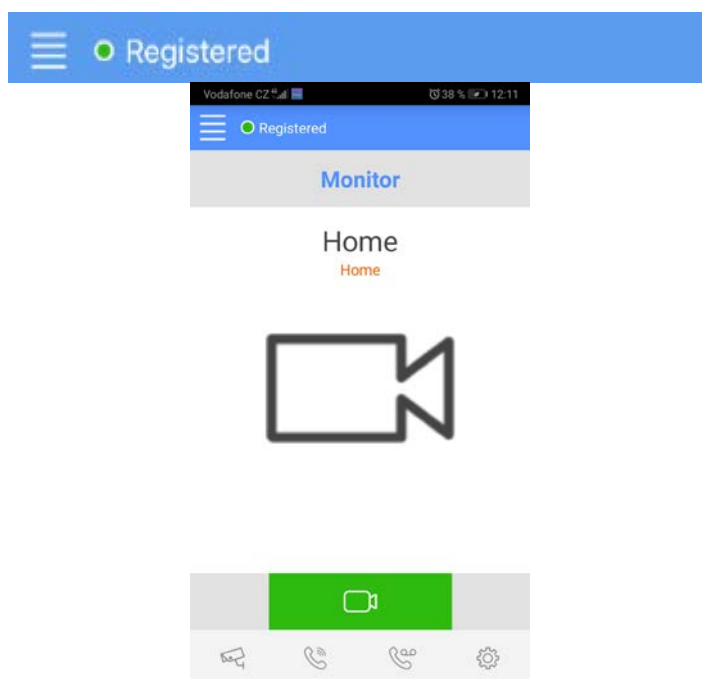 Registered
Vodafone CZ 38 % 12:11
Registered
Monitor
Home
Home